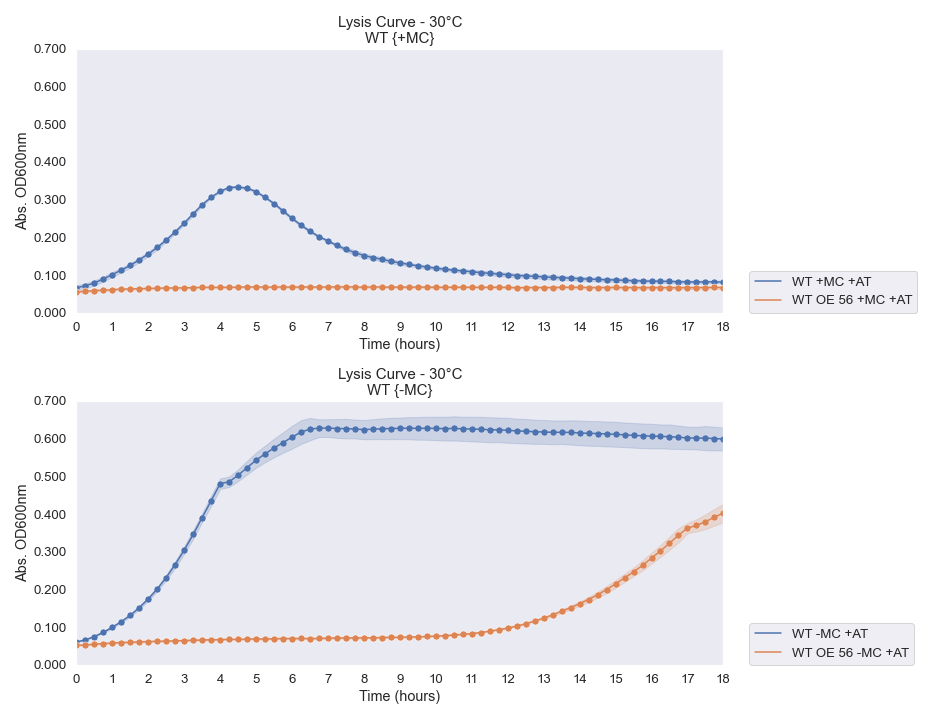 Lysis Curve - 30°C
WT {+MC}
0.700
0.600
0.500
0.400
0.300
0.200
0.100
0.000
Abs. OD600nm
0 1 2 3 4 5 6 7 8 9 10 11 12 13 14 15 16 17 18
Time (hours)
WT +MC +AT
WT OE 56 +MC +AT
Lysis Curve - 30°C
WT {-MC}
0.700
0.600
0.500
0.400
0.300
0.200
0.100
0.000
Abs. OD600nm
0 1 2 3 4 5 6 7 8 9 10 11 12 13 14 15 16 17 18
Time (hours)
WT -MC +AT
WT OE 56 -MC +AT